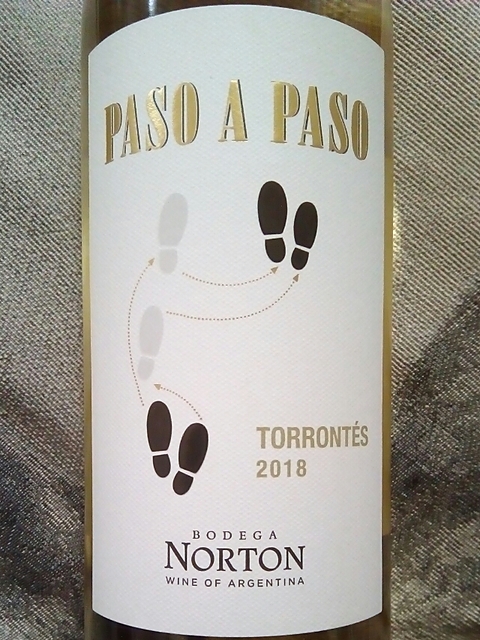 PASO A PASO
TORRONTÉS
2018
BODEGA
NORTON
WINE OF ARGENTINA